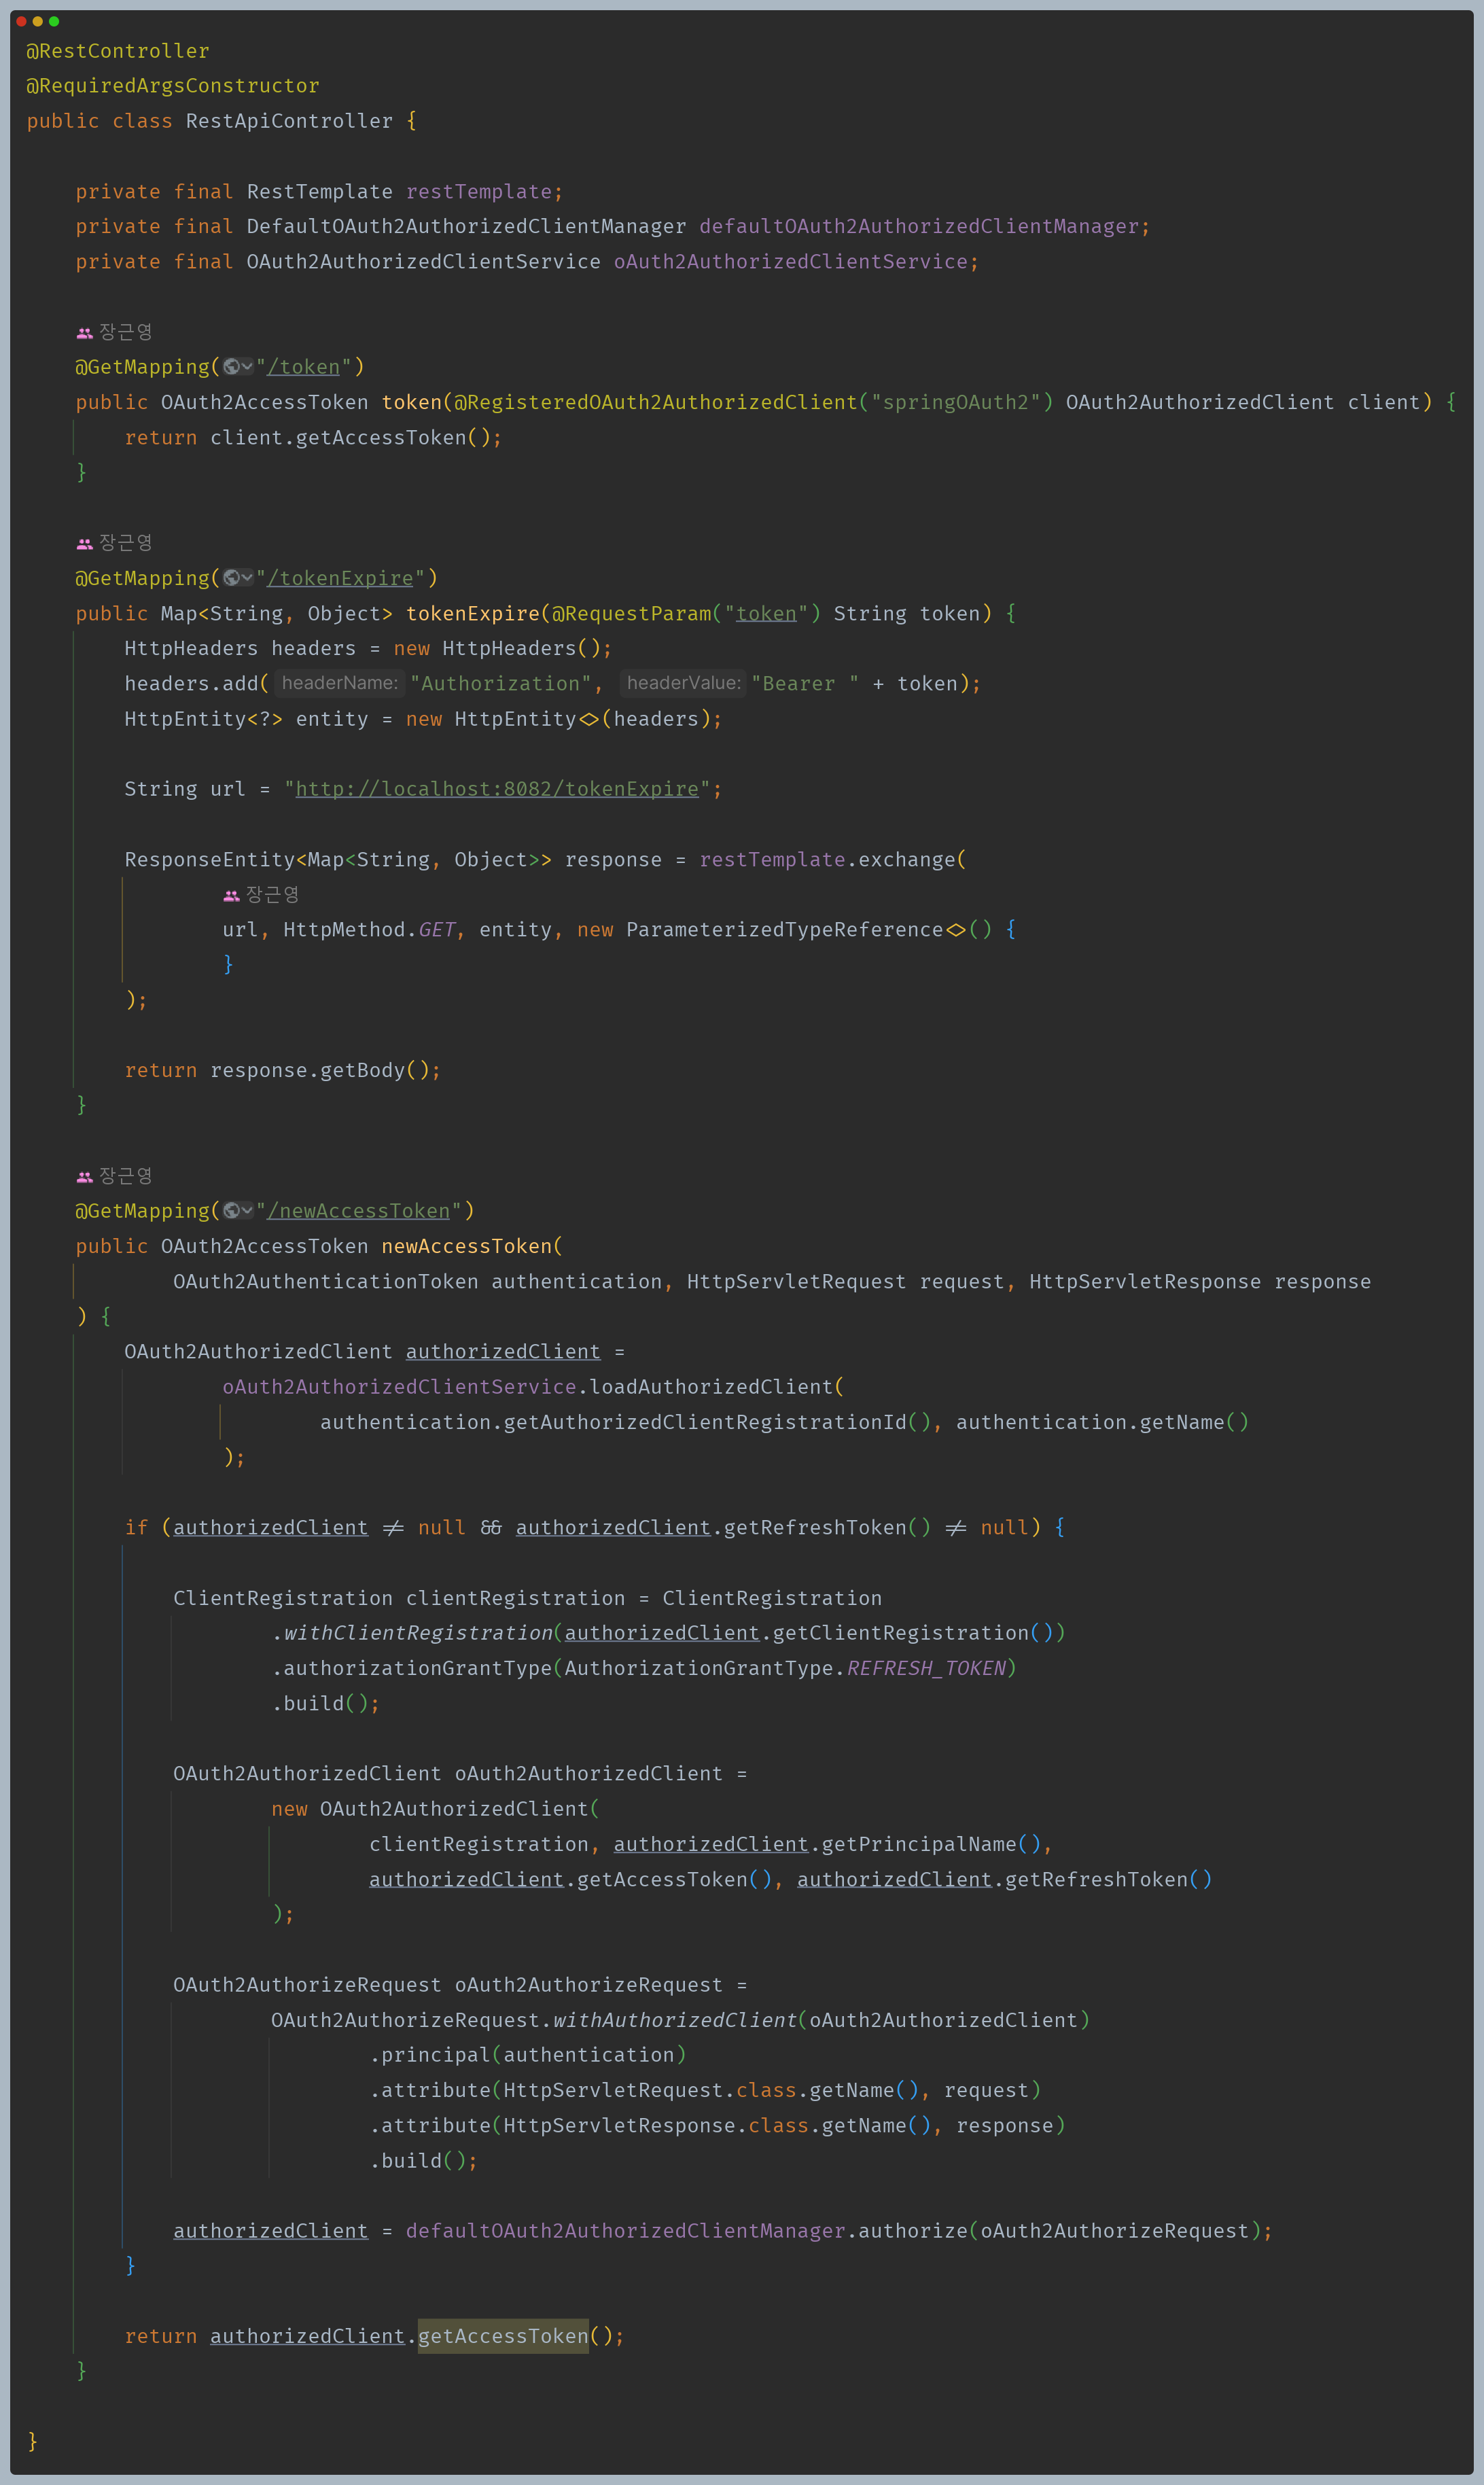 @RestController
@RequiredArgsConstructor
public class RestApiController {
    private final RestTemplate restTemplate;
    private final DefaultOAuth2AuthorizedClientManager defaultOAuth2AuthorizedClientManager;
    private final OAuth2AuthorizedClientService oAuth2AuthorizedClientService;
    장근영
    @GetMapping("/token")
    public OAuth2AccessToken token(@RegisteredOAuth2AuthorizedClient("springOAuth2") OAuth2AuthorizedClient client) {
        return client.getAccessToken();
    }
    장근영
    @GetMapping("/tokenExpire")
    public Map<String, Object> tokenExpire(@RequestParam("token") String token) {
        HttpHeaders headers = new HttpHeaders();
        headers.add( headerName: "Authorization", headerValue: "Bearer " + token);
        HttpEntity<?> entity = new HttpEntity<>(headers);
        String url = "http://localhost:8082/tokenExpire";
        ResponseEntity<Map<String, Object>> response = restTemplate.exchange(
                장근영
                url, HttpMethod.GET, entity, new ParameterizedTypeReference<>() {
                }
        );
        return response.getBody();
    }
    장근영
    @GetMapping("/newAccessToken")
    public OAuth2AccessToken newAccessToken(
            OAuth2AuthenticationToken authentication, HttpServletRequest request, HttpServletResponse response
    ) {
        OAuth2AuthorizedClient authorizedClient =
                oAuth2AuthorizedClientService.loadAuthorizedClient(
                        authentication.getAuthorizedClientRegistrationId(), authentication.getName()
                );
        if (authorizedClient != null && authorizedClient.getRefreshToken() != null) {
            ClientRegistration clientRegistration = ClientRegistration
                    .withClientRegistration(authorizedClient.getClientRegistration())
                    .authorizationGrantType(AuthorizationGrantType.REFRESH_TOKEN)
                    .build();
            OAuth2AuthorizedClient oAuth2AuthorizedClient =
                    new OAuth2AuthorizedClient(
                            clientRegistration, authorizedClient.getPrincipalName(),
                            authorizedClient.getAccessToken(), authorizedClient.getRefreshToken()
                    );
            OAuth2AuthorizeRequest oAuth2AuthorizeRequest =
                    OAuth2AuthorizeRequest.withAuthorizedClient(oAuth2AuthorizedClient)
                            .principal(authentication)
                            .attribute(HttpServletRequest.class.getName(), request)
                            .attribute(HttpServletResponse.class.getName(), response)
                            .build();
            authorizedClient = defaultOAuth2AuthorizedClientManager.authorize(oAuth2AuthorizeRequest);
        }
        return authorizedClient.getAccessToken();
    }
}